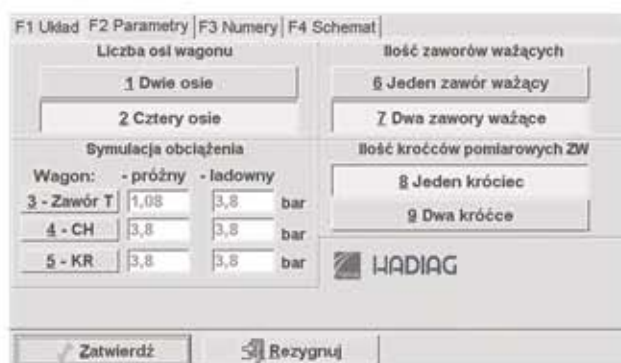 F1 Układ F2 Parametry F3 Numery F4 Schemat
Liczba osi wagonu
1 Dwie osie
2 Cztery osie
Symulacja obciążenia
Wagon: - próżny - ładowny
3 - Zawór T 1,08 3,8 bar
4 - CH 3,8 3,8 bar
5 - KR 3,8 3,8 bar
Ilość zaworów ważących
6 Jeden zawór ważący
7 Dwa zawory ważące
Ilość króćców pomiarowych ZW
8 Jeden króciec
9 Dwa króćce
HADIAG
Zatwierdź Rezygnuj